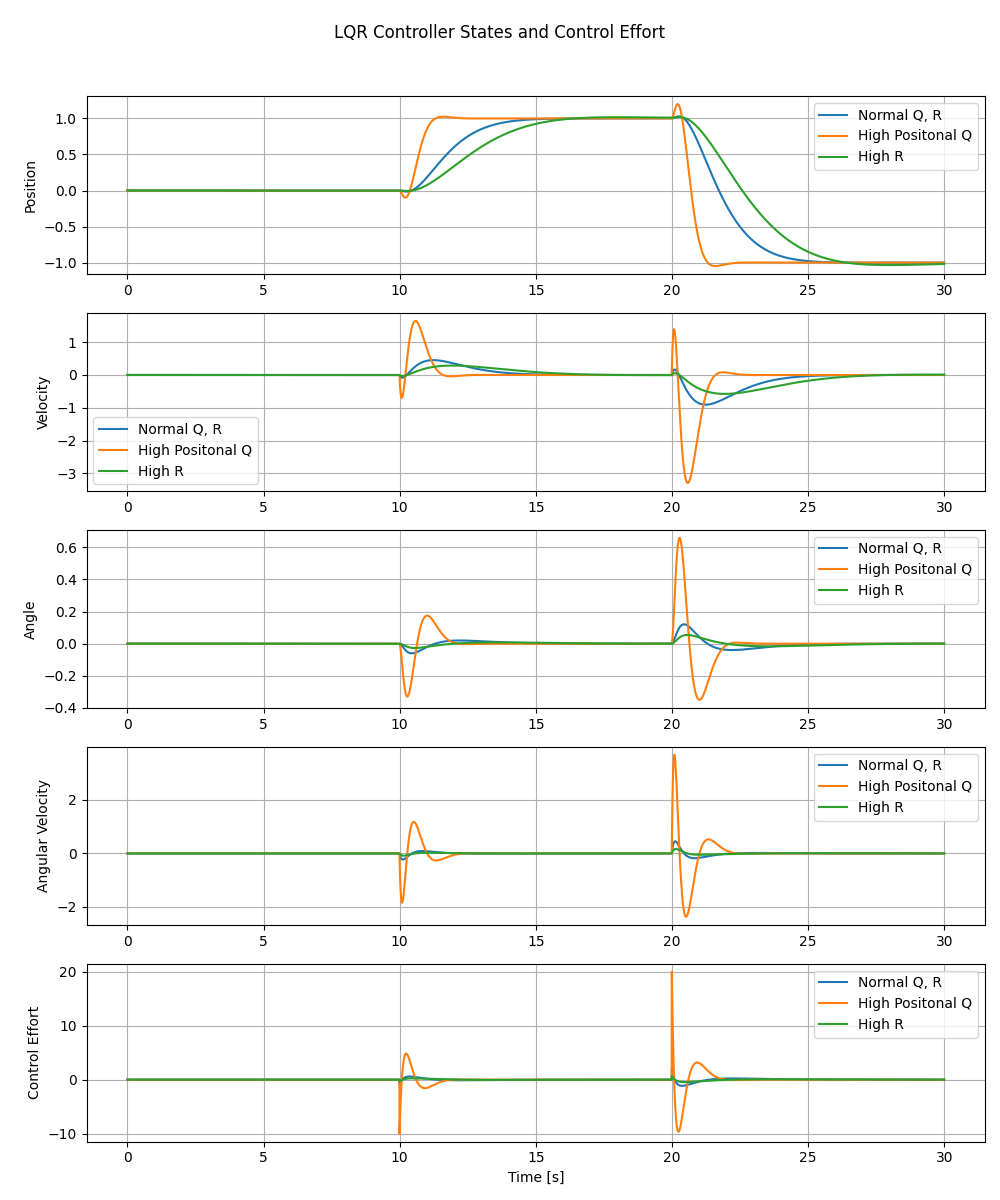 LQR Controller States and Control Effort
Position
1.0
0.5
0.0
−0.5
−1.0
Normal Q, R
High Positonal Q
High R
0 5 10 15 20 25 30
Velocity
1
0
−1
−2
−3
Normal Q, R
High Positonal Q
High R
0 5 10 15 20 25 30
Angle
0.6
0.4
0.2
0.0
−0.2
−0.4
Normal Q, R
High Positonal Q
High R
0 5 10 15 20 25 30
Angular Velocity
2
0
−2
Normal Q, R
High Positonal Q
High R
0 5 10 15 20 25 30
Control Effort
20
10
0
−10
Normal Q, R
High Positonal Q
High R
0 5 10 15 20 25 30
Time [s]